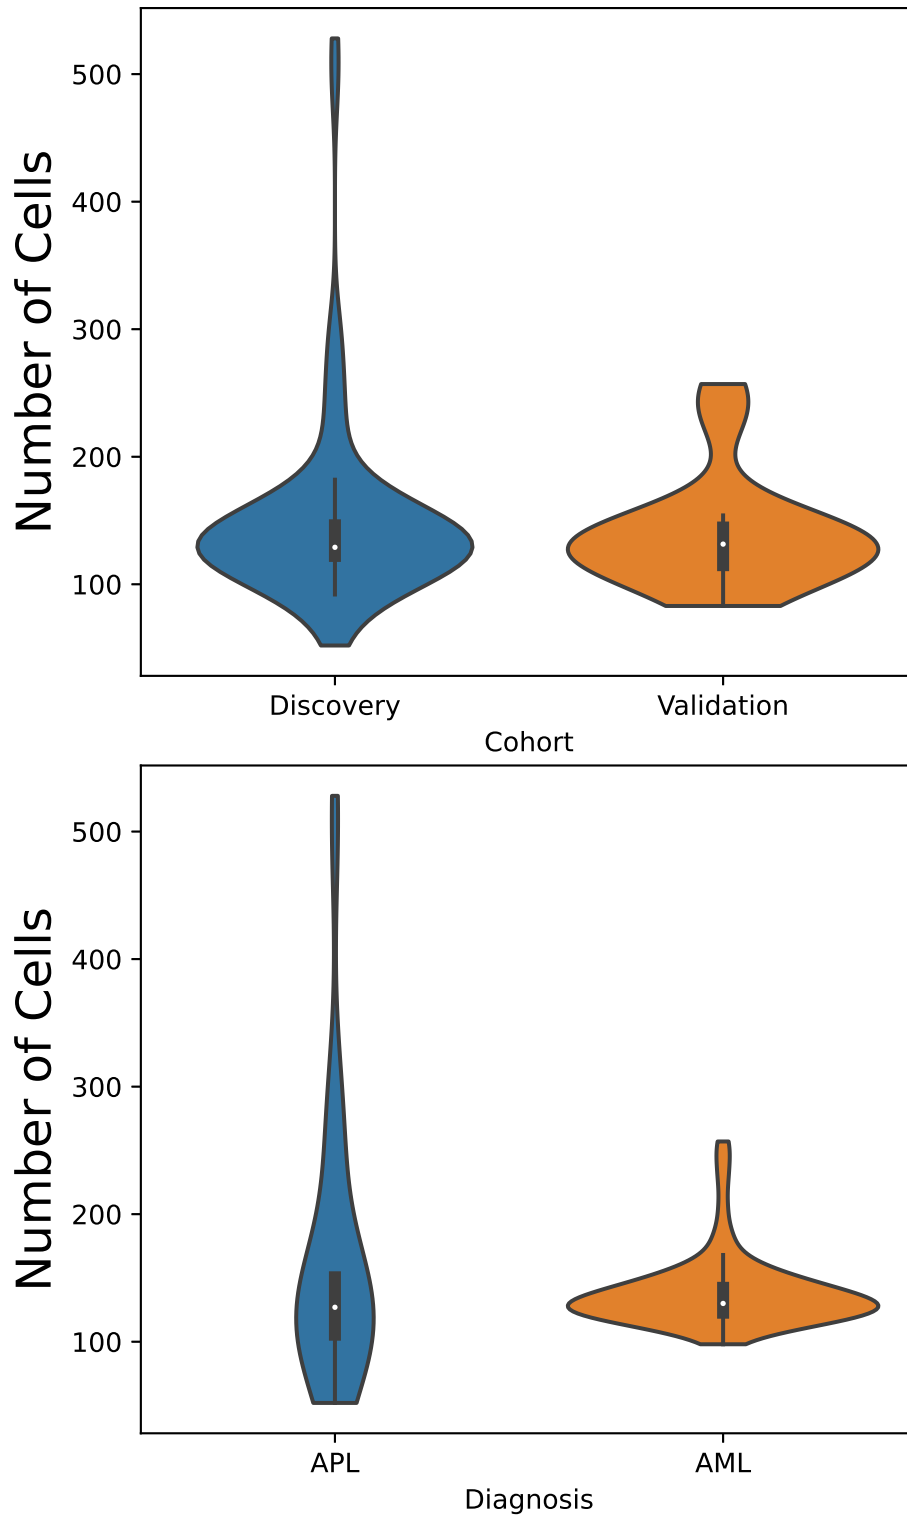 Number of Cells
500
400
300
200
100
Discovery Validation
Cohort
Number of Cells
500
400
300
200
100
APL AML
Diagnosis